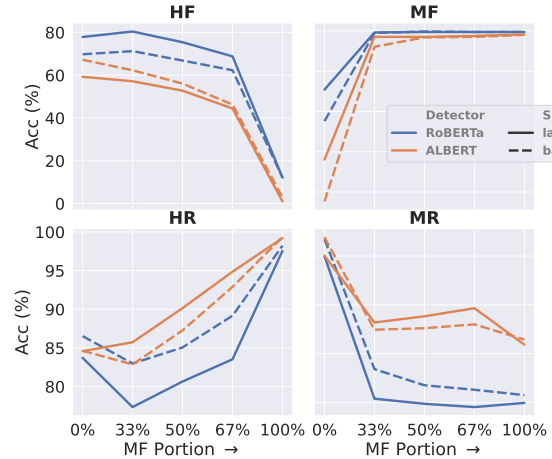 HF
MF
80
60
40
20
0
Acc (%)
Detector
S
RoBERTa
la
ALBERT
b
HR
MR
100
95
90
85
80
Acc (%)
0% 33% 50% 67% 100%
0% 33% 50% 67% 100%
MF Portion →
MF Portion →